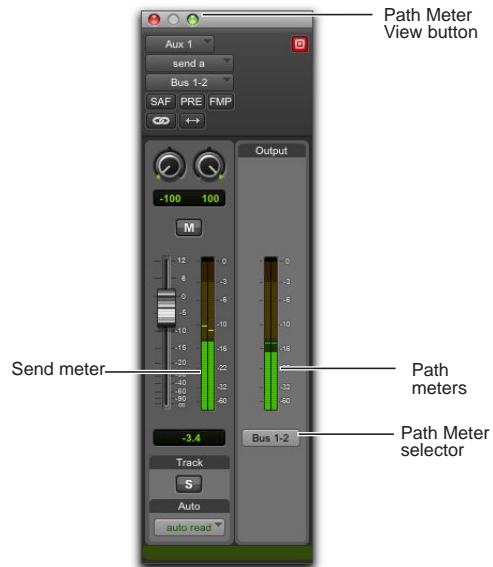 Path Meter
View button
Aux 1
send a
Bus 1-2
SAF PRE FMP
Output
-100 100
M
12
6
0
-5
-10
-15
-20
-30
-40
-60
-90
∞
0
-3
-6
-10
-16
-22
-32
-60
0
-3
-6
-10
-16
-32
-60
Send meter
Path
meters
-3.4
Bus 1-2
Path Meter
selector
Track
S
Auto
auto read